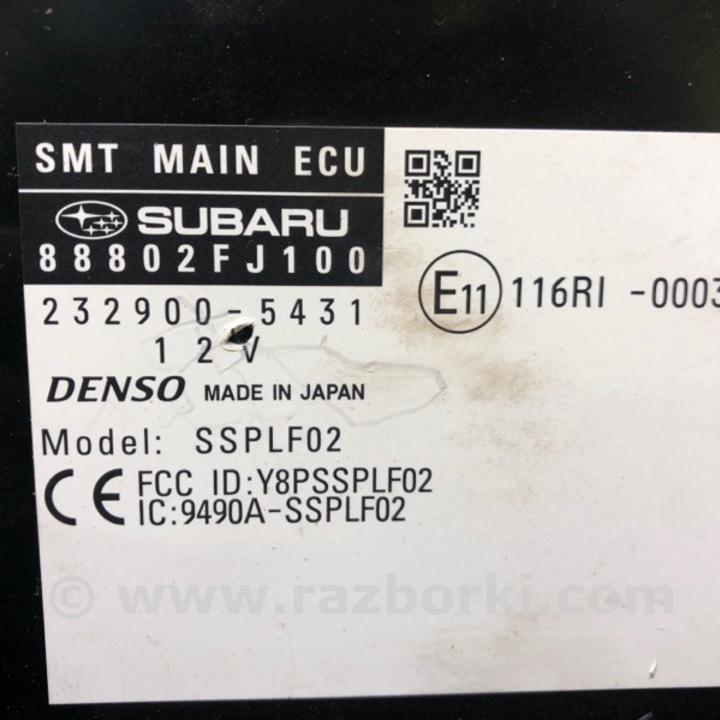 SMT MAIN ECU
SUBARU
88802FJ100
E11 116RI -0003
232900-5431
12V
DENSO MADE IN JAPAN
Model: SSPLF02
CE FCC ID:Y8PSSPLF02
IC:9490A-SSPLF02
© www.razborki.com